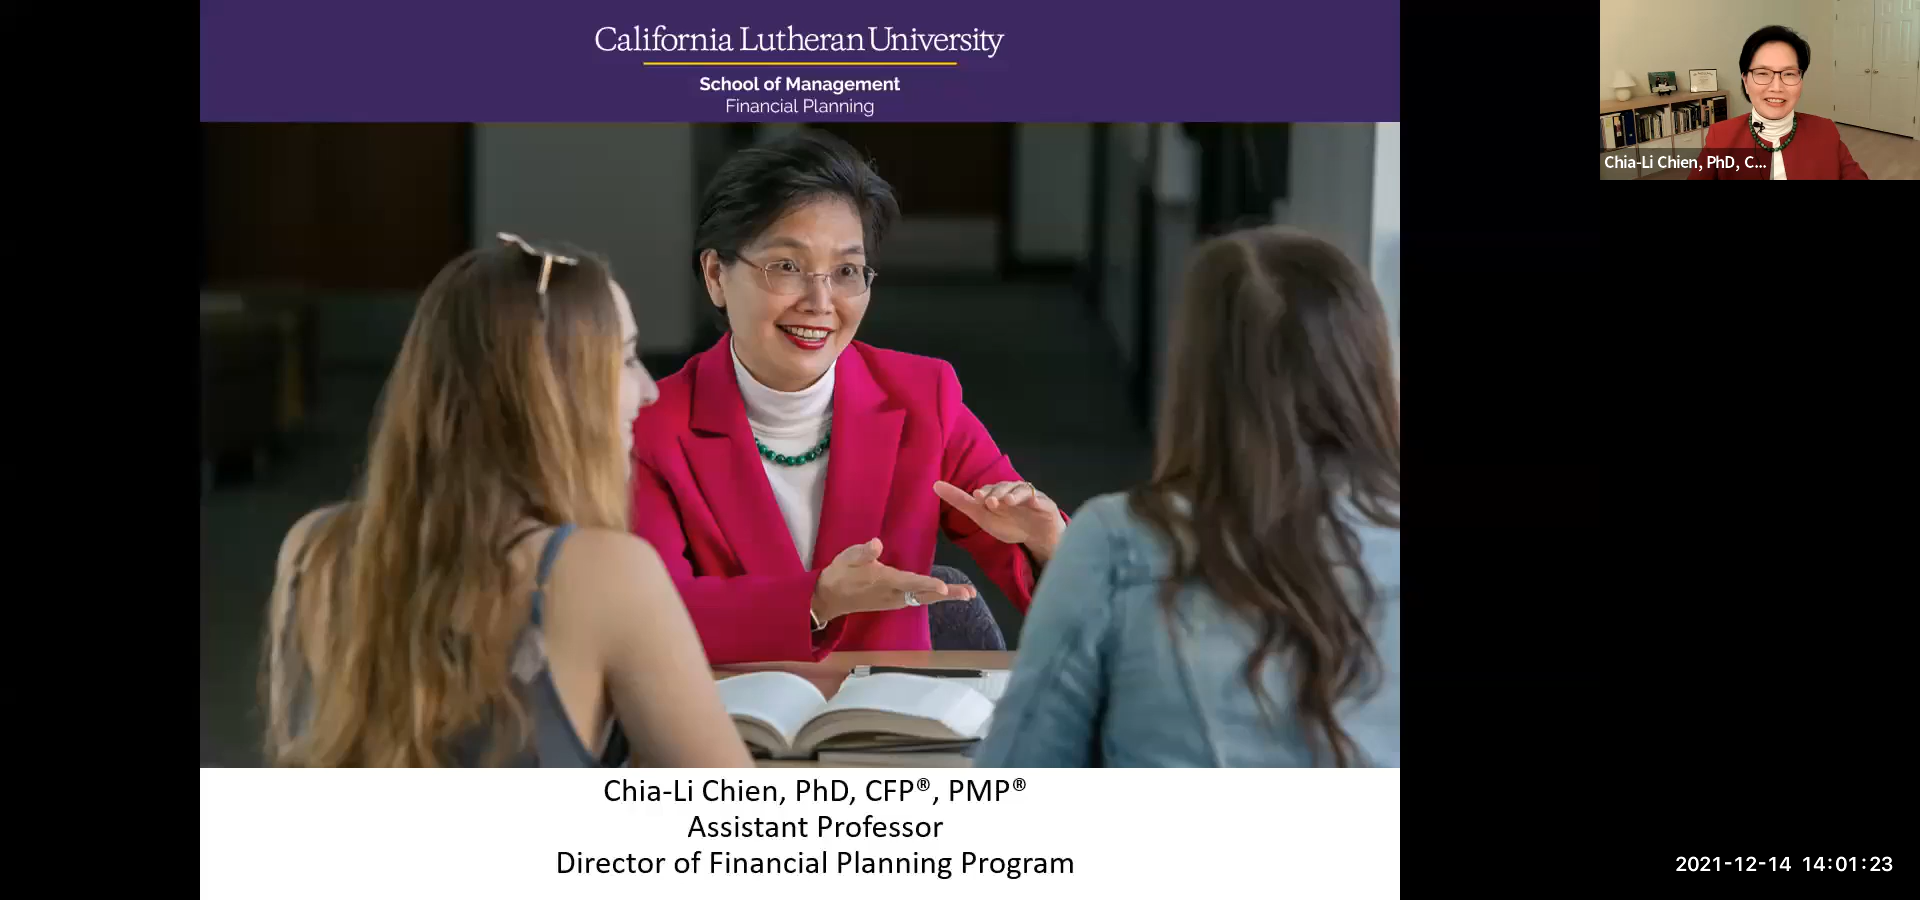 California Lutheran University
School of Management
Financial Planning
Chia-Li Chien, PhD, C...
Chia-Li Chien, PhD, CFP®, PMP®
Assistant Professor
Director of Financial Planning Program
2021-12-14 14:01:23